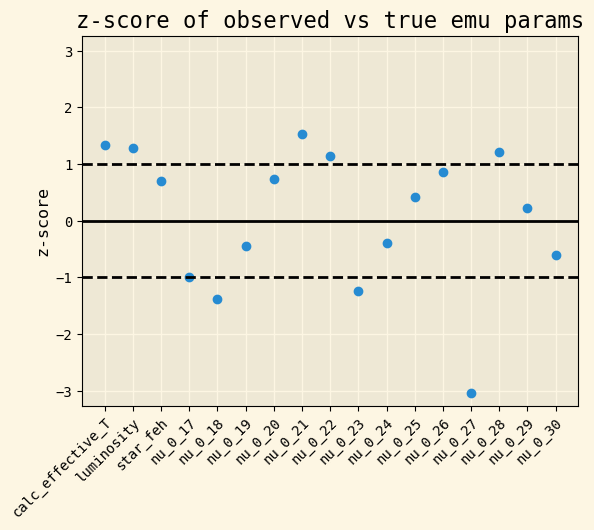 z-score of observed vs true emu params
z-score
3
2
1
0
−1
−2
−3
calc_effective_T
luminosity
star_feh
nu_0_17
nu_0_18
nu_0_19
nu_0_20
nu_0_21
nu_0_22
nu_0_23
nu_0_24
nu_0_25
nu_0_26
nu_0_27
nu_0_28
nu_0_29
nu_0_30